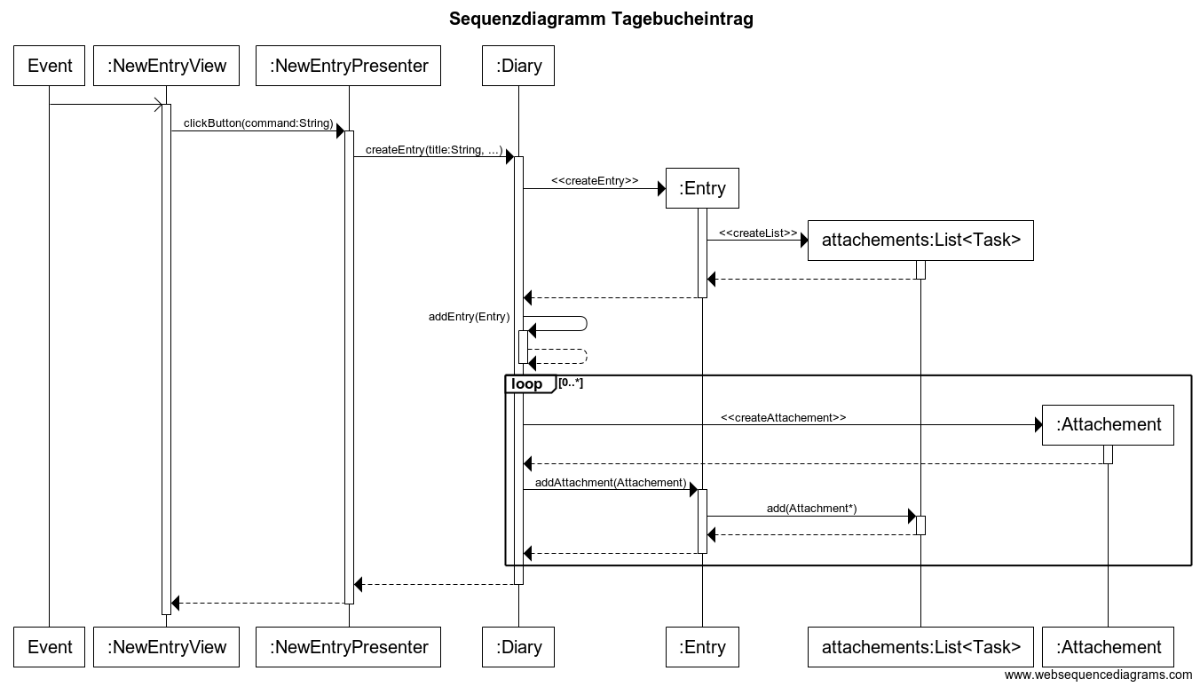 Sequenzdiagramm Tagebucheintrag
Event
:NewEntryView
:NewEntryPresenter
:Diary
clickButton(command:String)
createEntry(title:String, ...)
<<createEntry>>
:Entry
<<createList>>
attachements:List<Task>
addEntry(Entry)
loop
[0..*]
<<createAttachement>>
:Attachement
addAttachment(Attachement)
add(Attachment*)
Event
:NewEntryView
:NewEntryPresenter
:Diary
:Entry
attachements:List<Task>
:Attachement
www.websequencediagrams.com